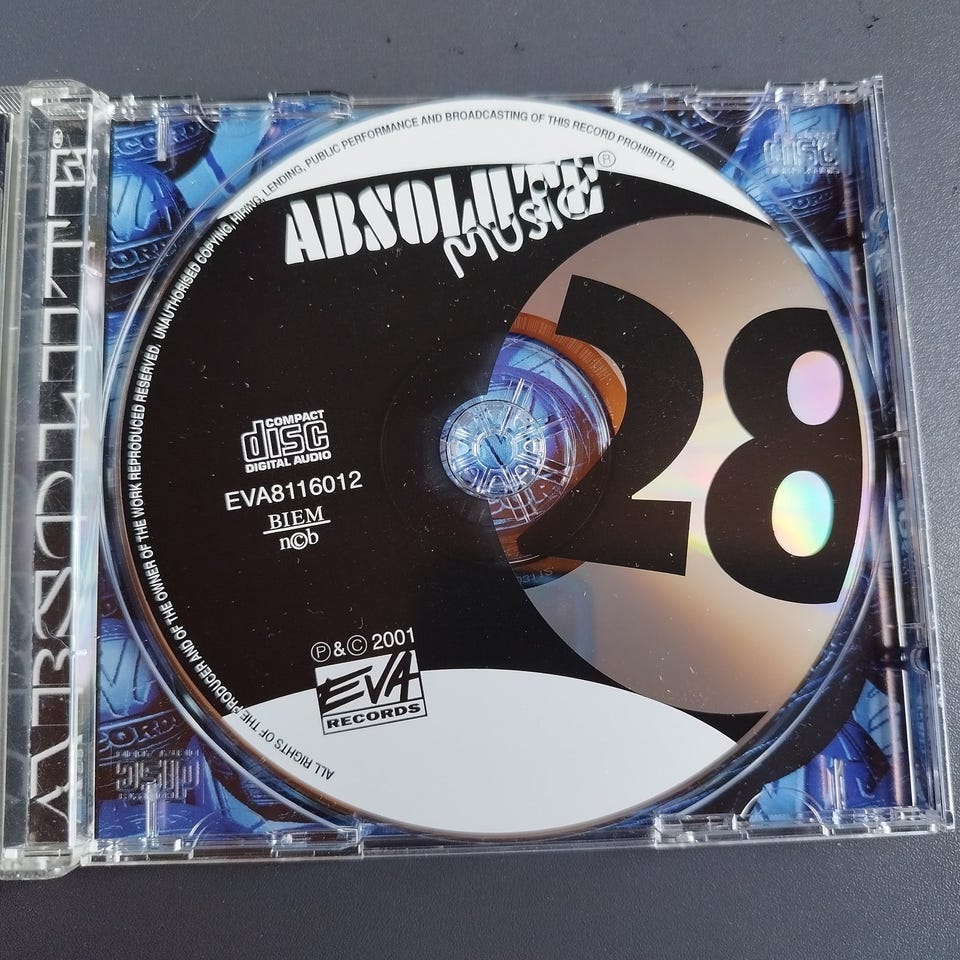 ALL RIGHTS OF THE PRODUCER AND OF THE OWNER OF THE WORK REPRODUCED RESERVED. UNAUTHORISED COPYING, HIRING, LENDING, PUBLIC PERFORMANCE AND BROADCASTING OF THIS RECORD PROHIBITED.
ABSOLUTE®
music
28
COMPACT
disc
DIGITAL AUDIO
EVA8116012
BIEM
n©b
℗ & © 2001
EVA
RECORDS
ABSOLUTE
disc